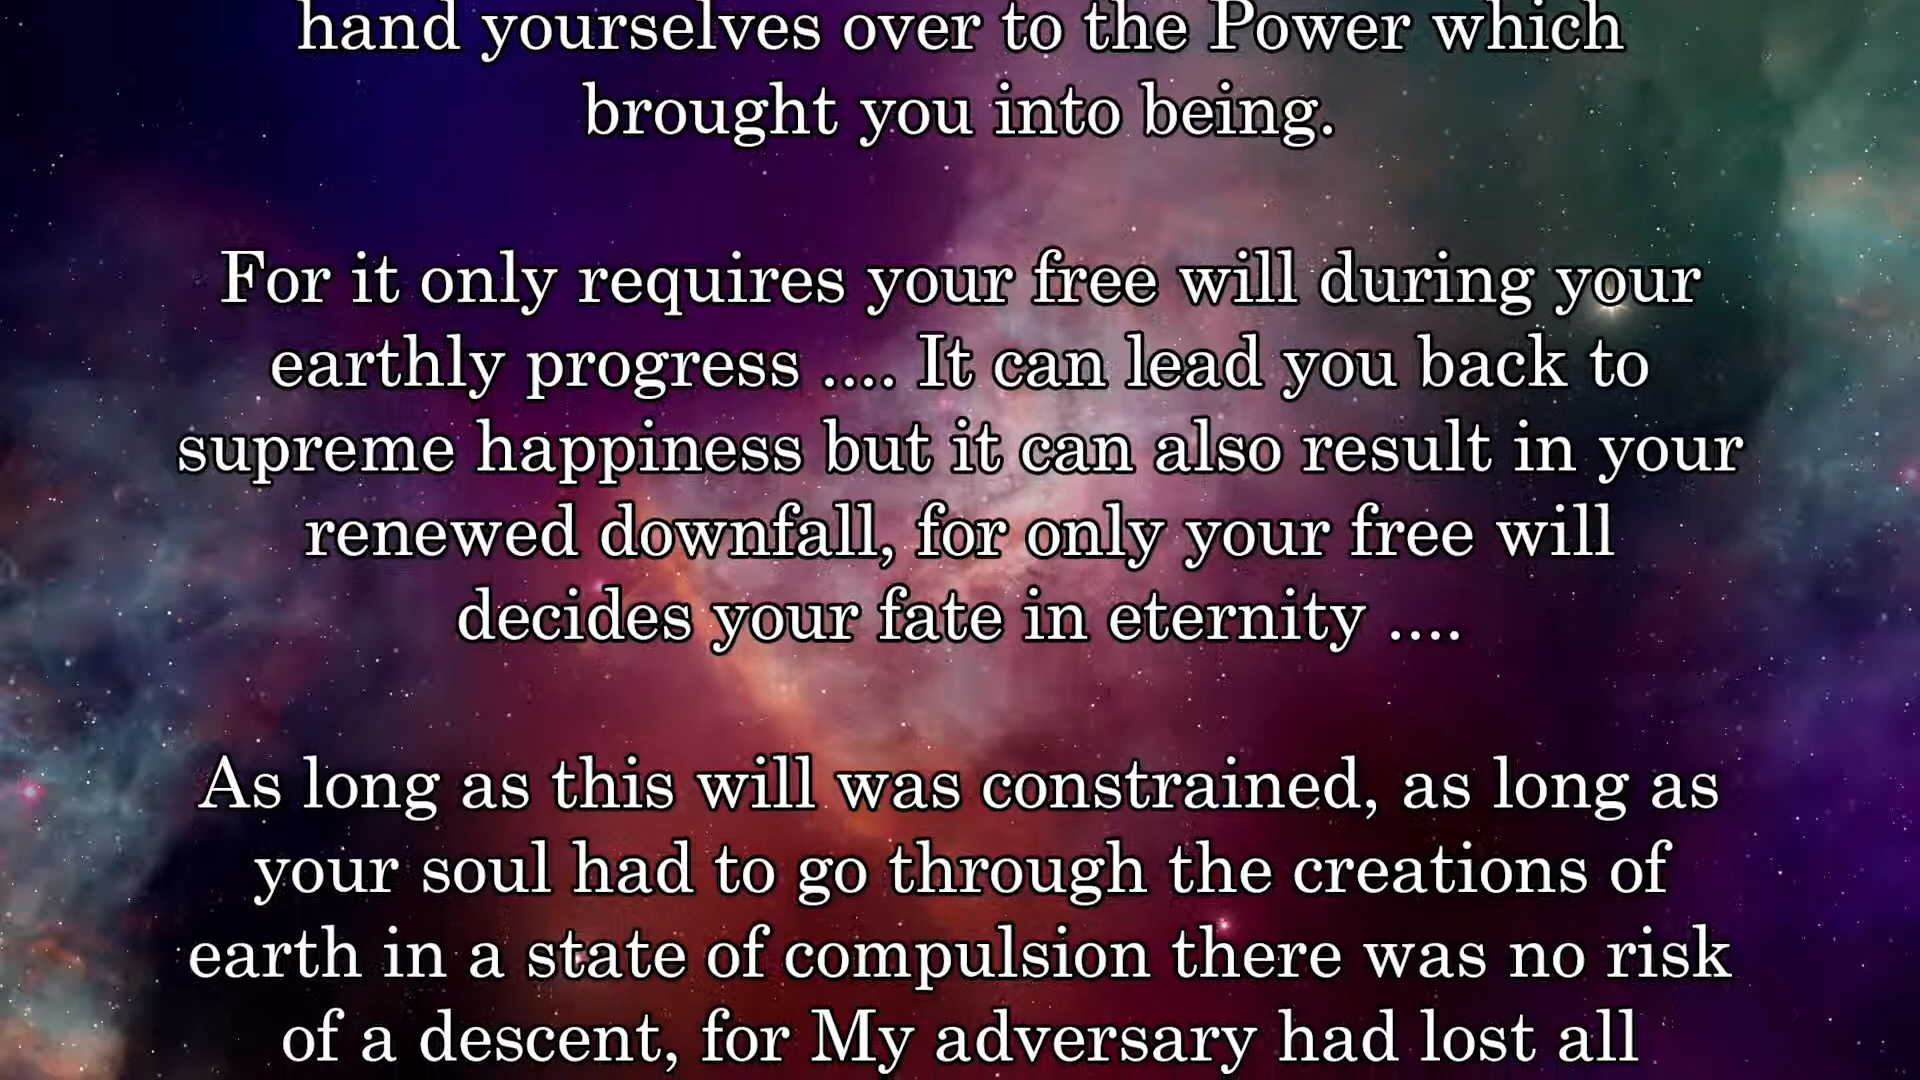 hand yourselves over to the Power which
brought you into being.
For it only requires your free will during your
earthly progress .... It can lead you back to
supreme happiness but it can also result in your
renewed downfall, for only your free will
decides your fate in eternity ....
As long as this will was constrained, as long as
your soul had to go through the creations of
earth in a state of compulsion there was no risk
of a descent, for My adversary had lost all